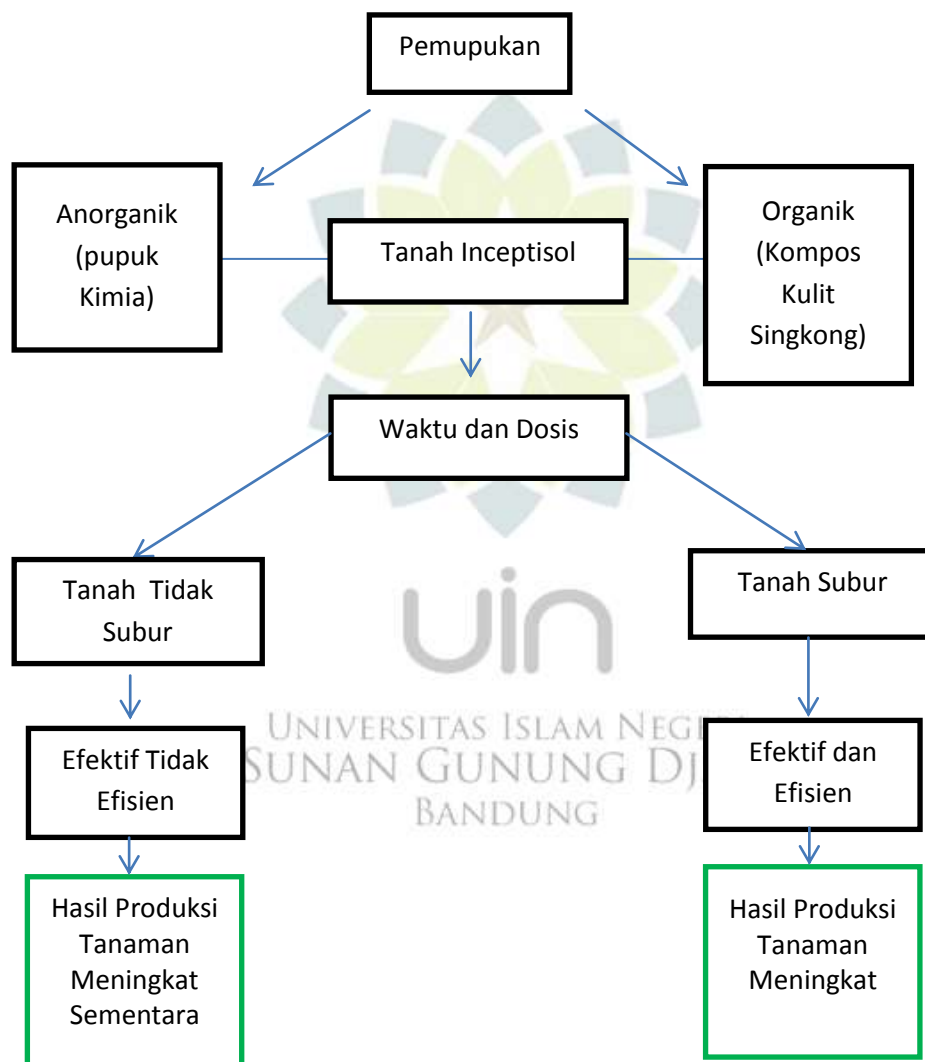 Pemupukan
Anorganik
(pupuk
Kimia)
Tanah Inceptisol
Organik
(Kompos
Kulit
Singkong)
Waktu dan Dosis
Tanah Tidak
Subur
Tanah Subur
uin
UNIVERSITAS ISLAM
SUNAN GUNUNG
BANDUNG
Efektif Tidak
Efisien
Efektif dan
Efisien
Hasil Produksi
Tanaman
Meningkat
Sementara
Hasil Produksi
Tanaman
Meningkat